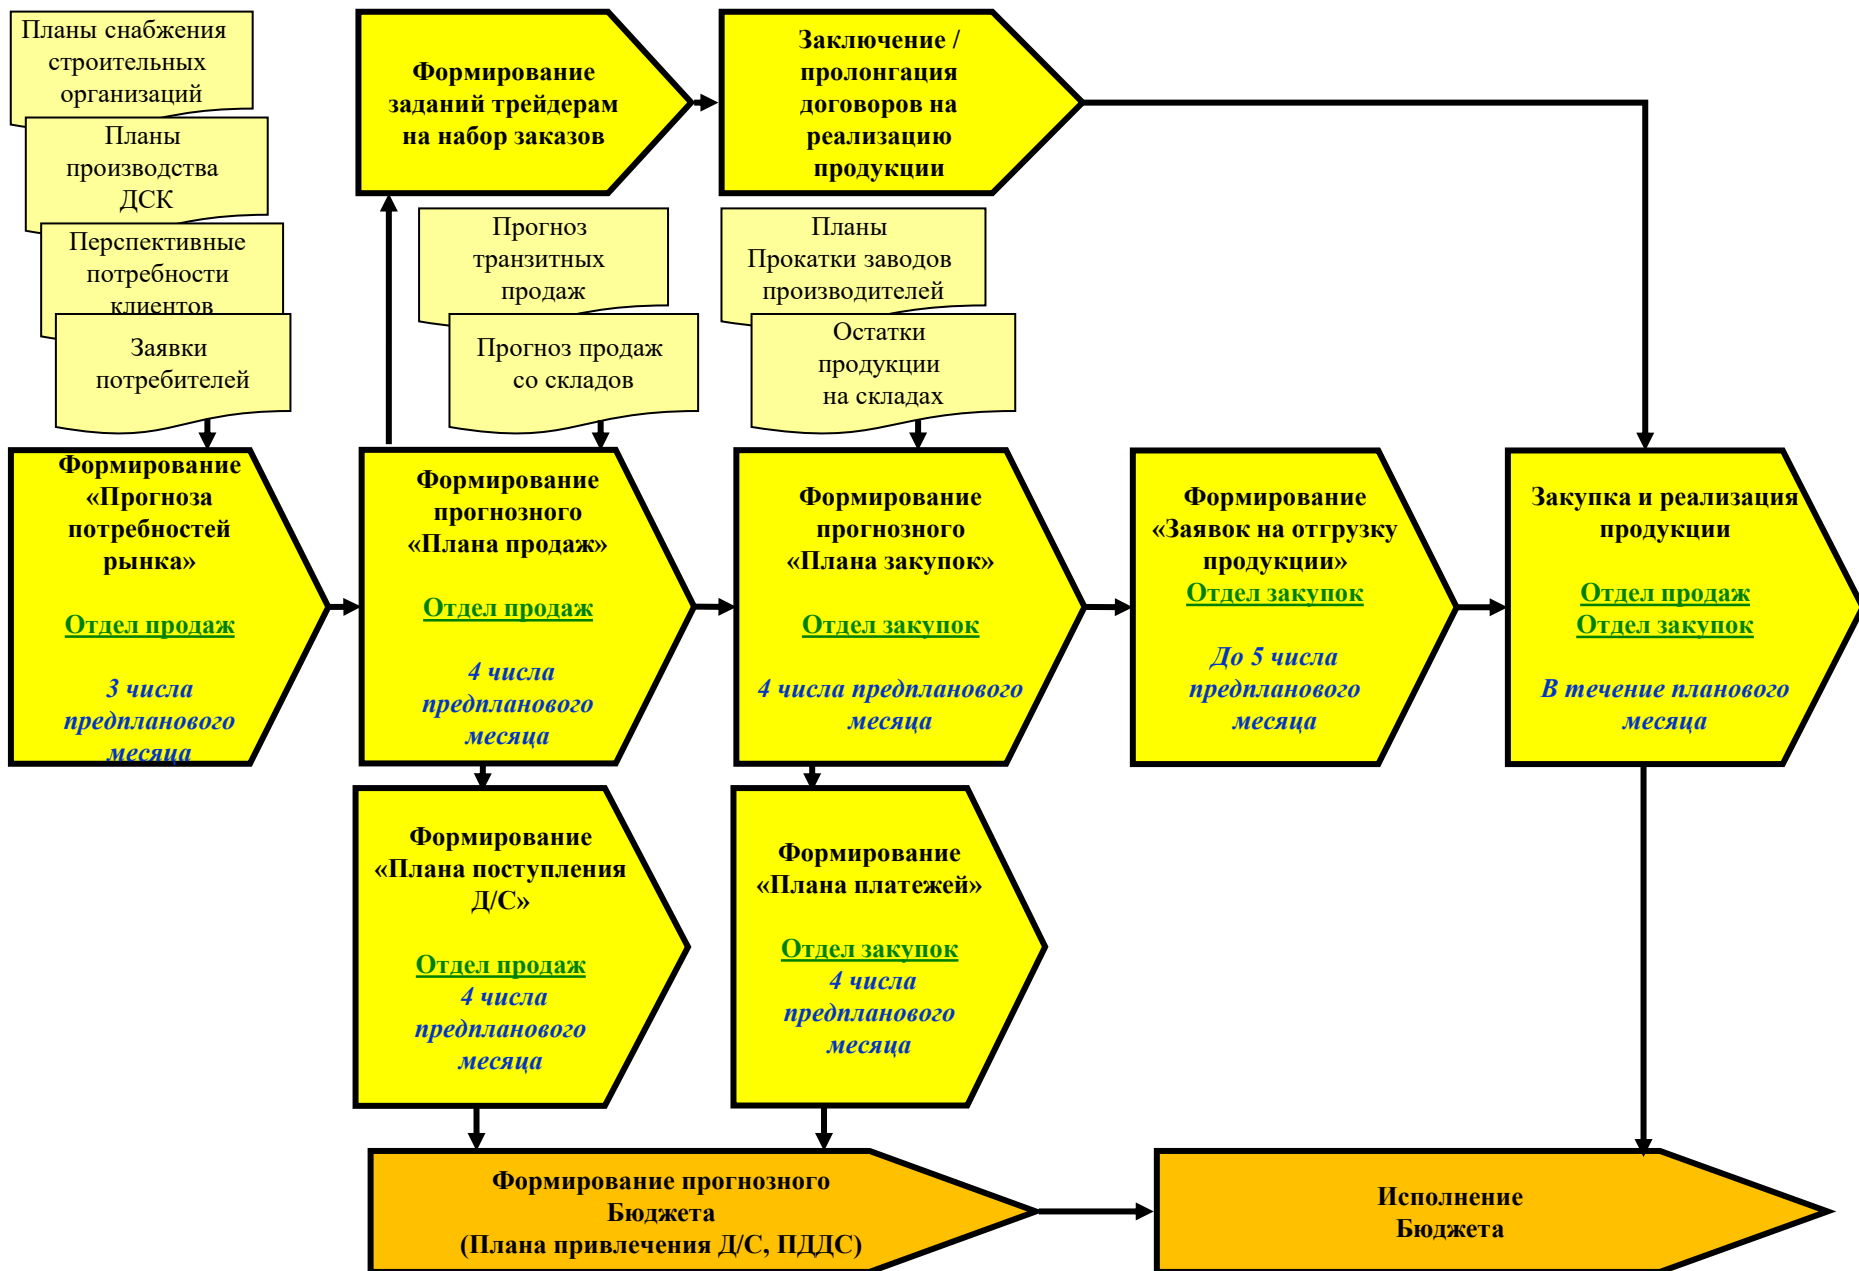 Планы снабжения
строительных
организаций
Планы
производства
ДСК
Перспективные
потребности
клиентов
Заявки
потребителей
Формирование
заданий трейдерам
на набор заказов
Заключение /
пролонгация
договоров на
реализацию
продукции
Прогноз
транзитных
продаж
Прогноз продаж
со складов
Планы
Прокатки заводов
производителей
Остатки
продукции
на складах
Формирование
«Прогноза
потребностей
рынка»
Отдел продаж
3 числа
предпланового
месяца
Формирование
прогнозного
«Плана продаж»
Отдел продаж
4 числа
предпланового
месяца
Формирование
прогнозного
«Плана закупок»
Отдел закупок
4 числа предпланового
месяца
Формирование
«Заявок на отгрузку
продукции»
Отдел закупок
До 5 числа
предпланового
месяца
Закупка и реализация
продукции
Отдел продаж
Отдел закупок
В течение планового
месяца
Формирование
«Плана поступления
Д/С»
Отдел продаж
4 числа
предпланового
месяца
Формирование
«Плана платежей»
Отдел закупок
4 числа
предпланового
месяца
Формирование прогнозного
Бюджета
(Плана привлечения Д/С, ПДДС)
Исполнение
Бюджета